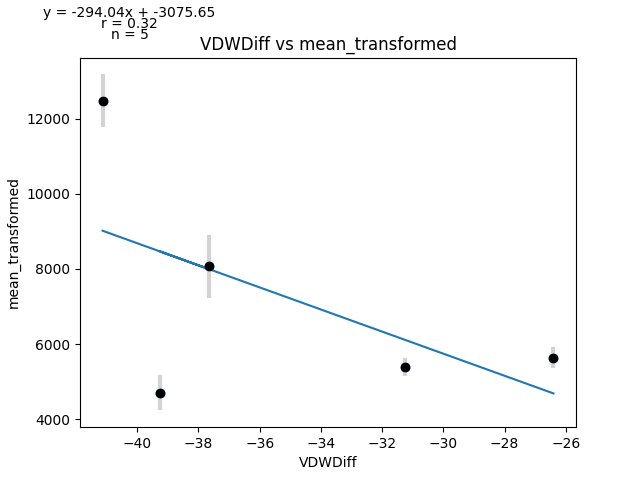 y = -294.04x + -3075.65
r = 0.32
n = 5
VDWDiff vs mean_transformed
12000
10000
8000
6000
4000
mean_transformed
−40 −38 −36 −34 −32 −30 −28 −26
VDWDiff